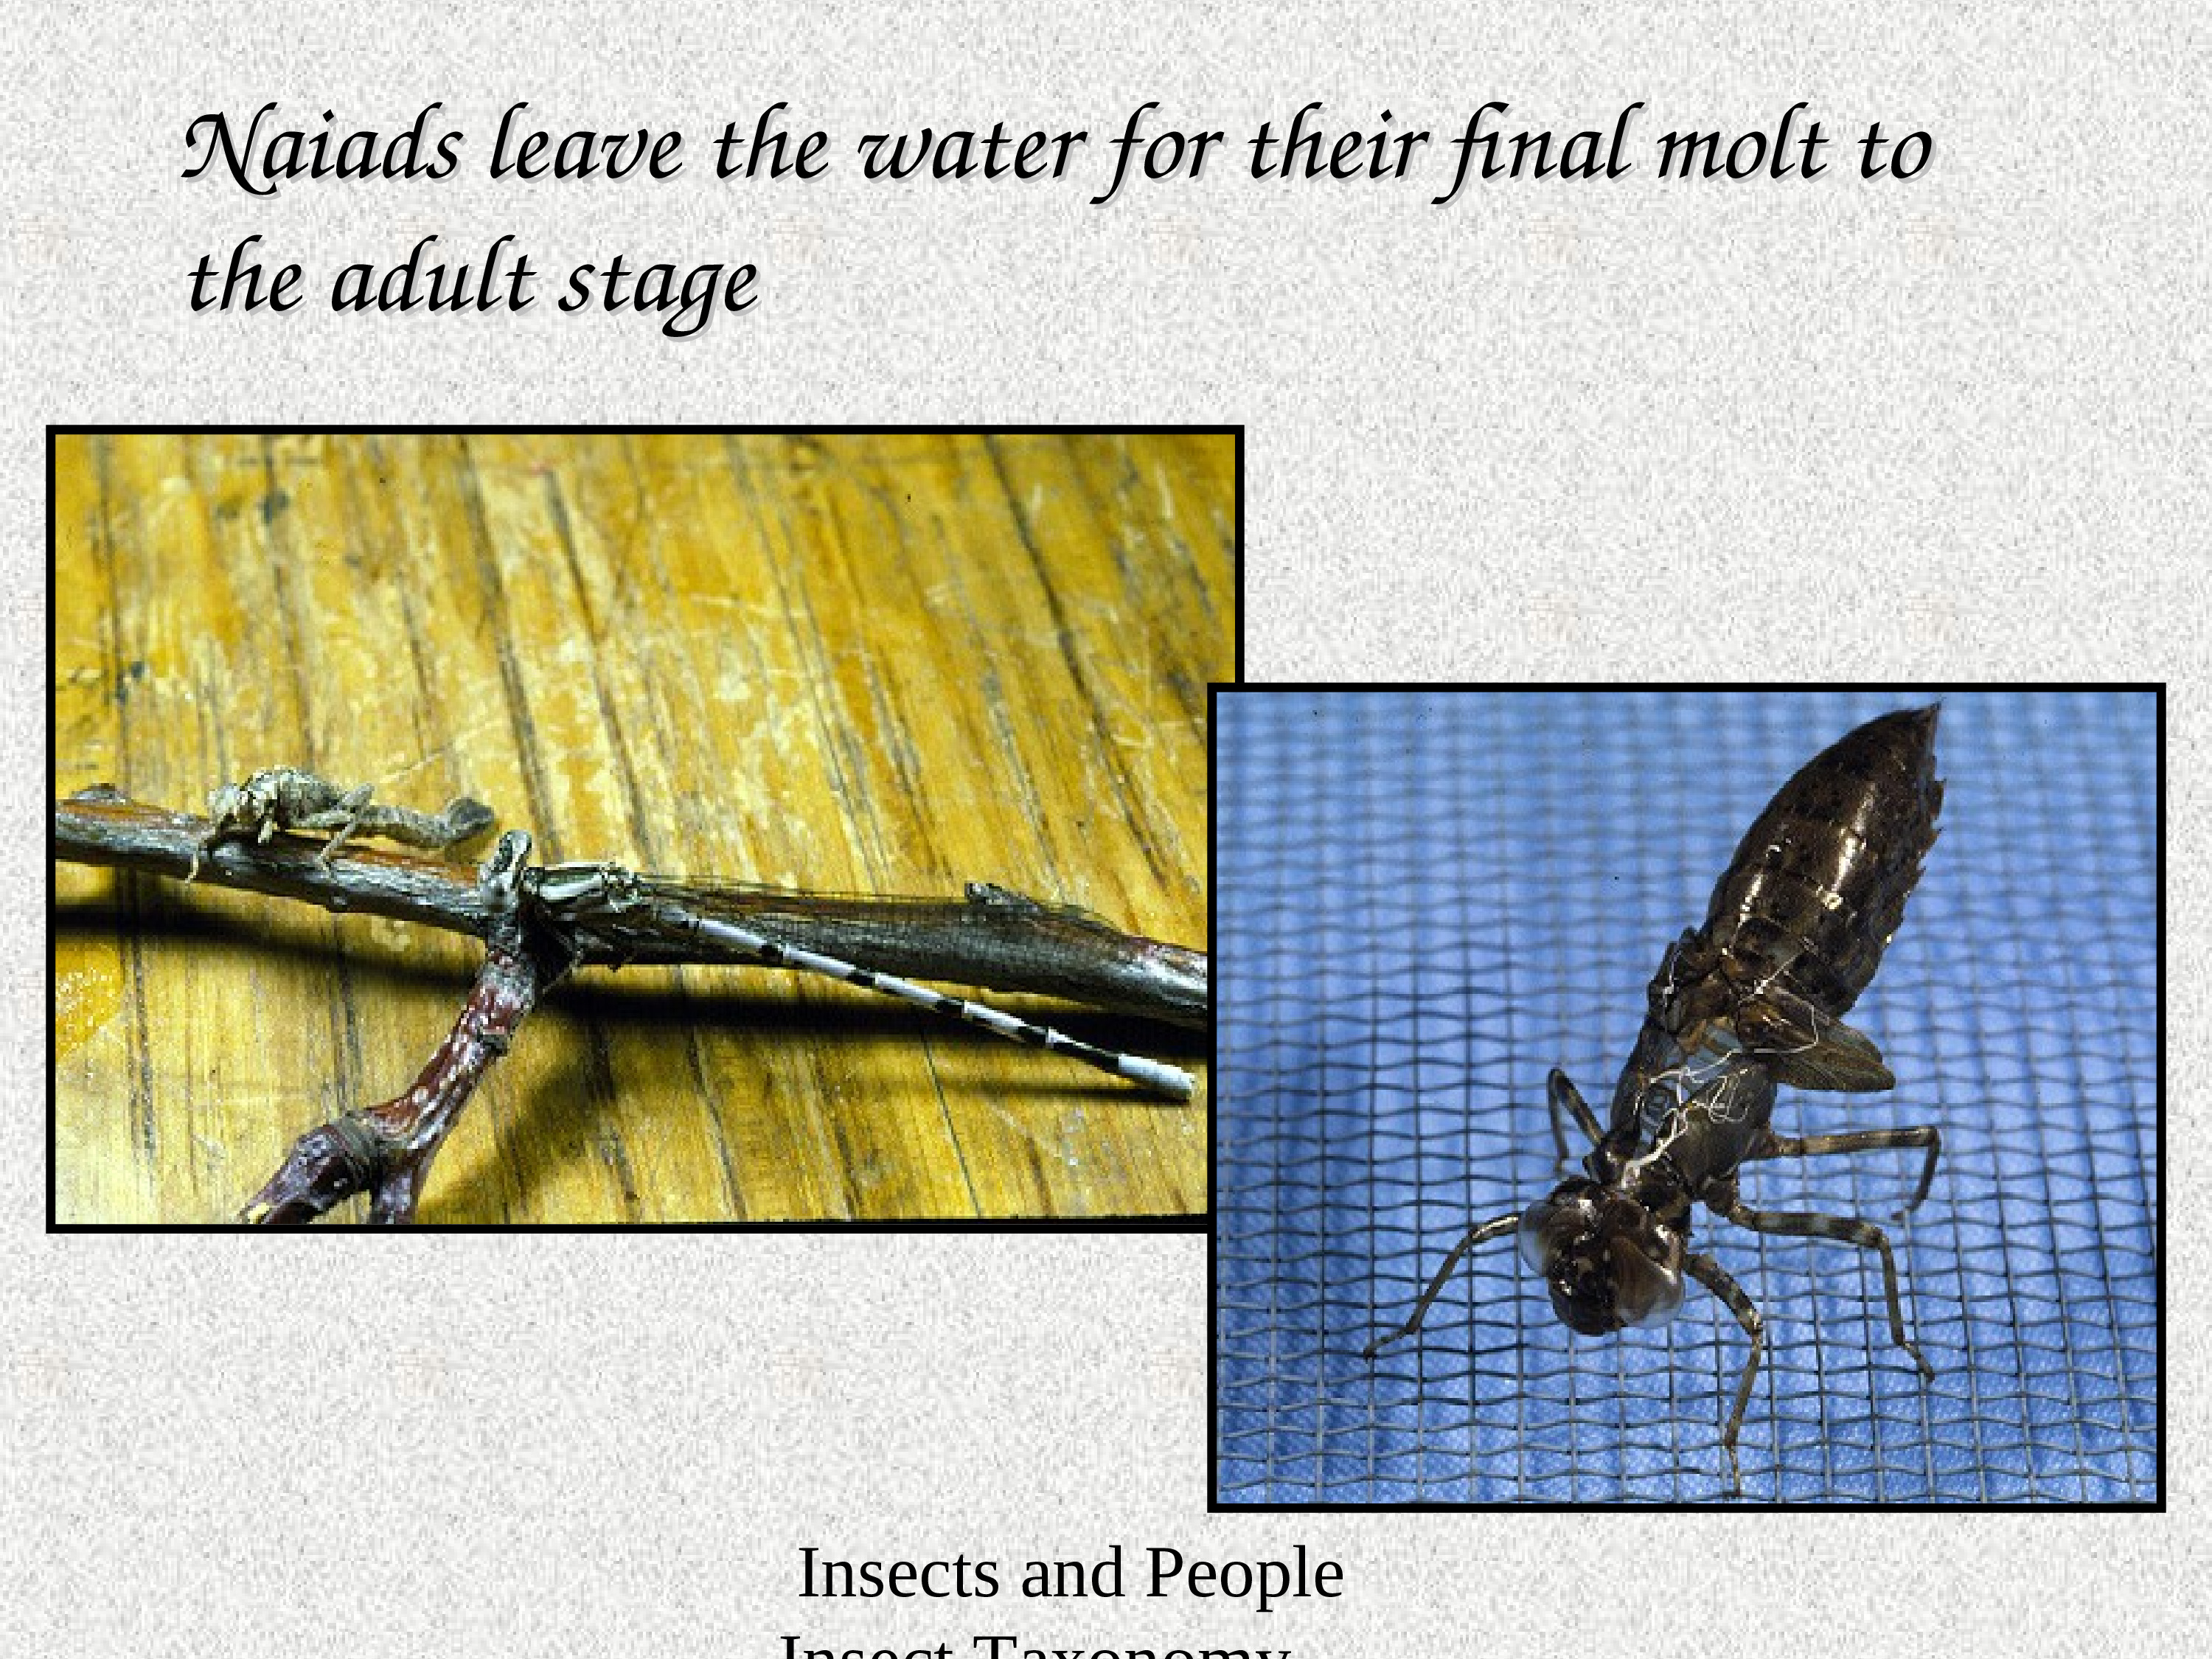 Naiads leave the water for their final molt to
the adult stage
Insects and People
Insect Taxonomy